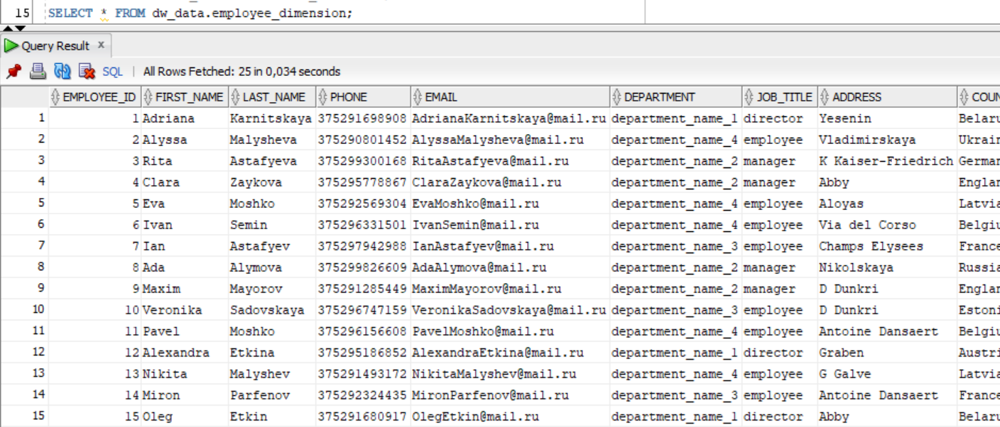 15 SELECT * FROM dw_data.employee_dimension;
Query Result x
SQL | All Rows Fetched: 25 in 0,034 seconds
EMPLOYEE_ID FIRST_NAME LAST_NAME PHONE EMAIL DEPARTMENT JOB_TITLE ADDRESS COUN
1 1 Adriana Karnitskaya 375291698908 AdrianaKarnitskaya@mail.ru department_name_1 director Yesenin Belaru
2 2 Alyssa Malysheva 375290801452 AlyssaMalysheva@mail.ru department_name_4 employee Vladimirskaya Ukrain
3 3 Rita Astafyeva 375299300168 RitaAstafyeva@mail.ru department_name_2 manager K Kaiser-Friedrich German
4 4 Clara Zaykova 375295778867 ClaraZaykova@mail.ru department_name_2 manager Abby Englan
5 5 Eva Moshko 375292569304 EvaMoshko@mail.ru department_name_4 employee Aloyas Latvia
6 6 Ivan Semin 375296331501 IvanSemin@mail.ru department_name_4 employee Via del Corso Belgiu
7 7 Ian Astafyev 375297942988 IanAstafyev@mail.ru department_name_3 employee Champs Elysees France
8 8 Ada Alymova 375299826609 AdaAlymova@mail.ru department_name_2 manager Nikolskaya Russia
9 9 Maxim Mayorov 375291285449 MaximMayorov@mail.ru department_name_2 manager D Dunkri Englan
10 10 Veronika Sadovskaya 375296747159 VeronikaSadovskaya@mail.ru department_name_3 employee D Dunkri Estoni
11 11 Pavel Moshko 375296156608 PavelMoshko@mail.ru department_name_4 employee Antoine Dansaert Belgiu
12 12 Alexandra Etkina 375295186852 AlexandraEtkina@mail.ru department_name_1 director Graben Austri
13 13 Nikita Malyshev 375291493172 NikitaMalyshev@mail.ru department_name_4 employee G Galve Latvia
14 14 Miron Parfenov 375292324435 MironParfenov@mail.ru department_name_3 employee Antoine Dansaert France
15 15 Oleg Etkin 375291680917 OlegEtkin@mail.ru department_name_1 director Abby Belaru